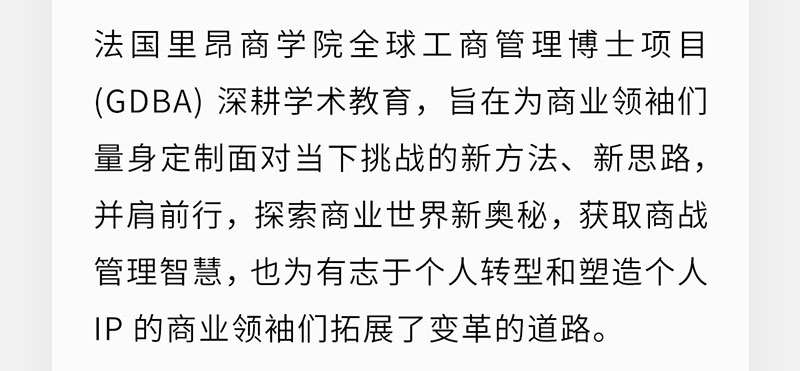 法国里昂商学院全球工商管理博士项目
(GDBA) 深耕学术教育，旨在为商业领袖们
量身定制面对当下挑战的新方法、新思路，
并肩前行，探索商业世界新奥秘，获取商战
管理智慧，也为有志于个人转型和塑造个人
IP 的商业领袖们拓展了变革的道路。